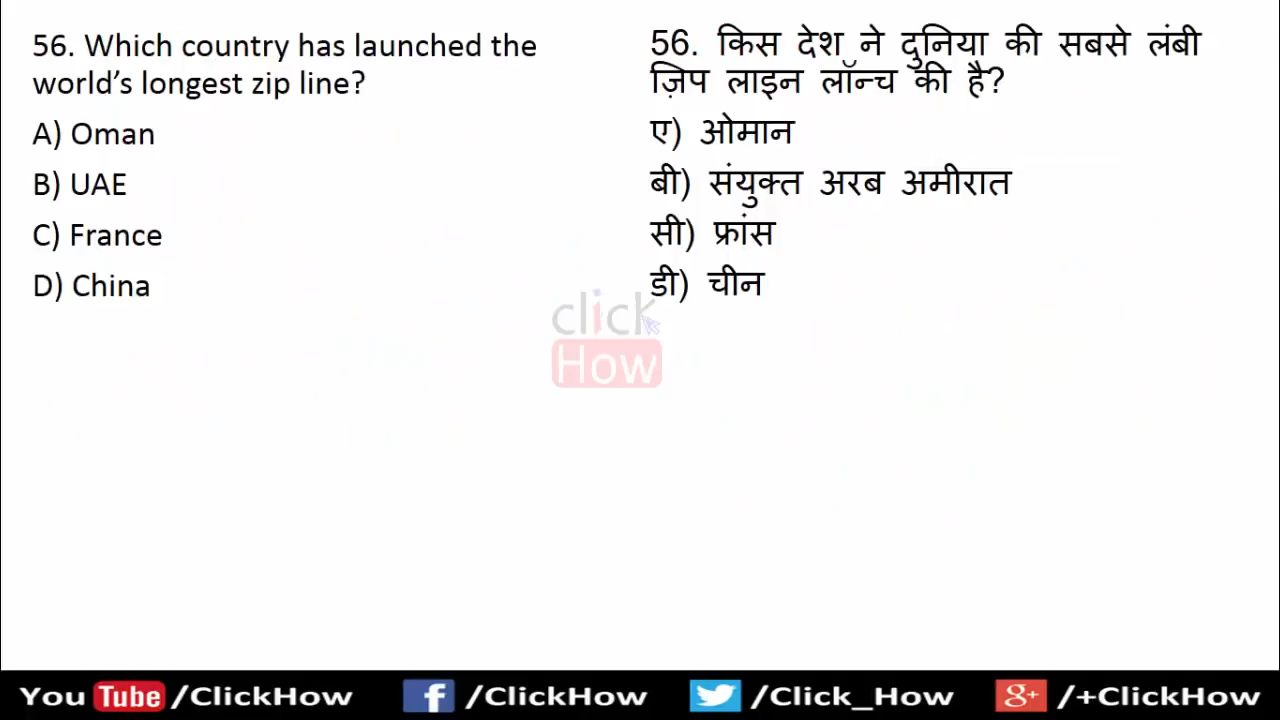 56. Which country has launched the
world's longest zip line?
A) Oman
B) UAE
C) France
D) China
56. किस देश ने दुनिया की सबसे लंबी
ज़िप लाइन लॉन्च की है?
ए) ओमान
बी) संयुक्त अरब अमीरात
सी) फ्रांस
डी) चीन
click
How
You Tube /ClickHow f /ClickHow /Click_How g+ /+ClickHow